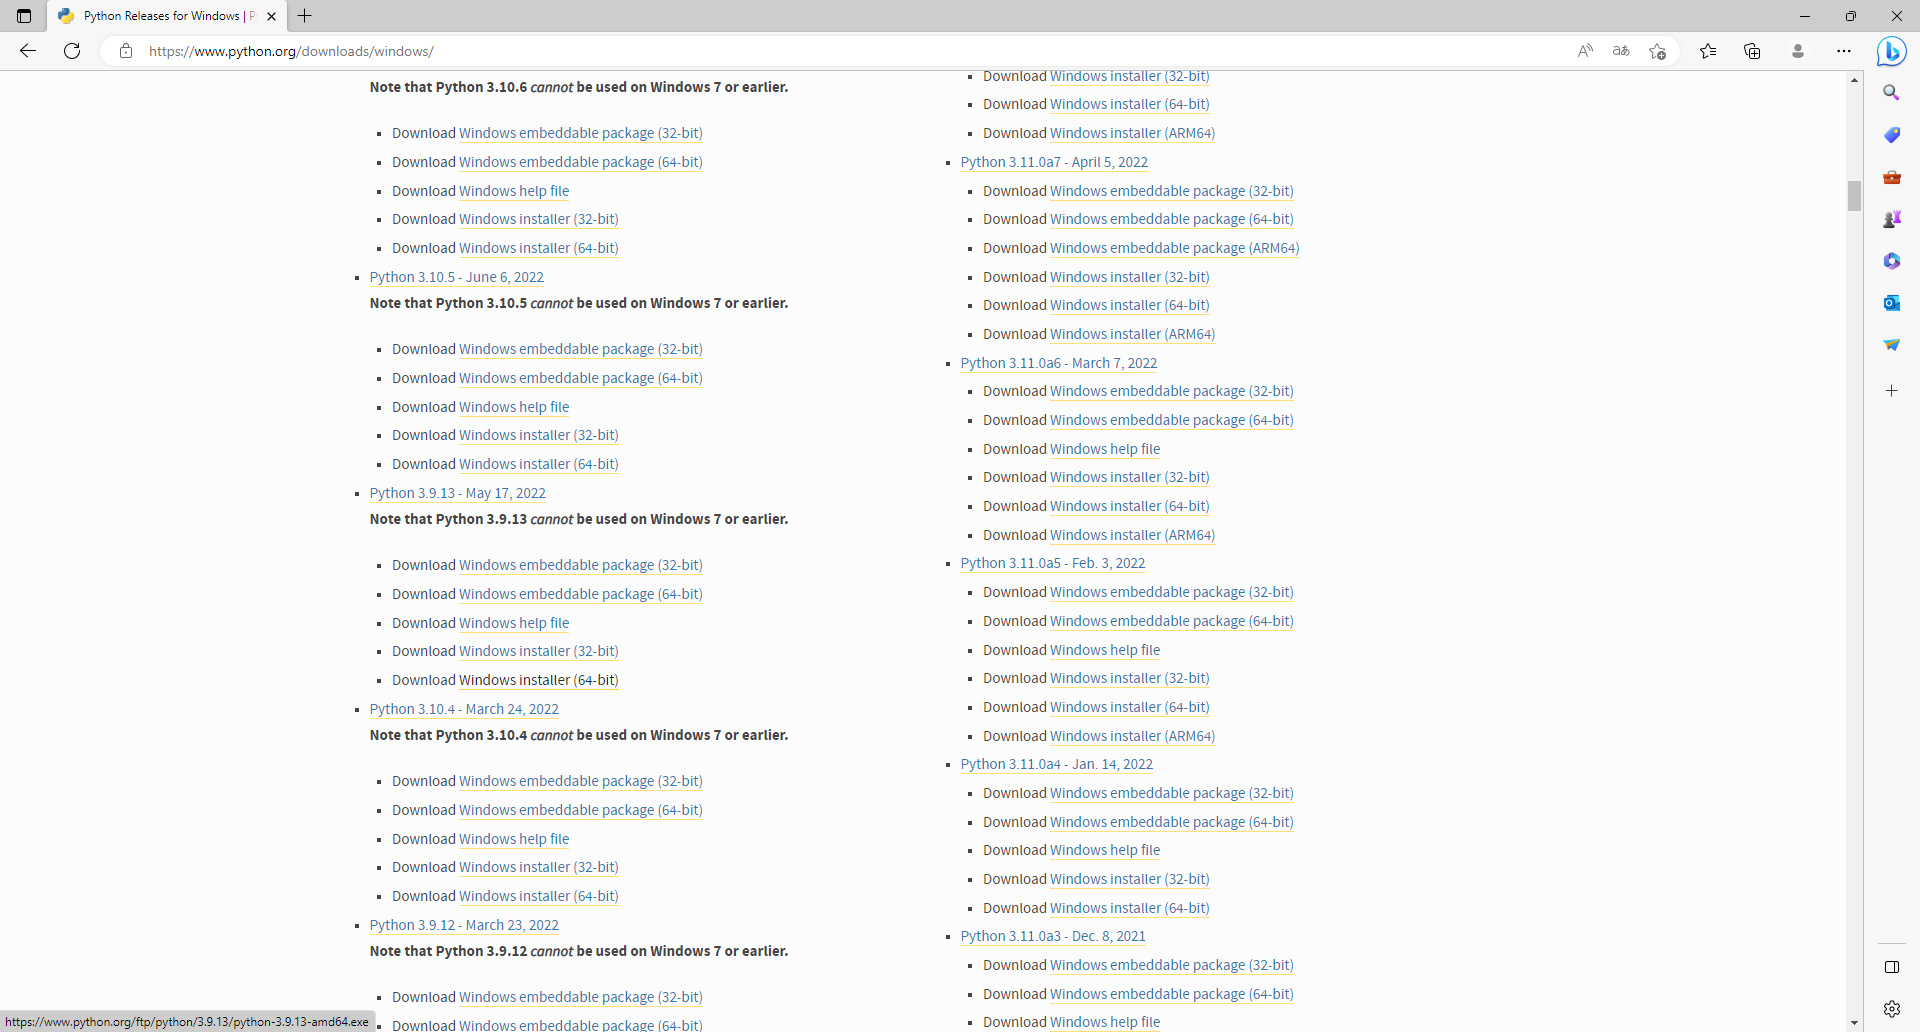 Python Releases for Windows | P
https://www.python.org/downloads/windows/
Note that Python 3.10.6 cannot be used on Windows 7 or earlier.
Download Windows embeddable package (32-bit)
Download Windows embeddable package (64-bit)
Download Windows help file
Download Windows installer (32-bit)
Download Windows installer (64-bit)
Python 3.10.5 - June 6, 2022
Note that Python 3.10.5 cannot be used on Windows 7 or earlier.
Download Windows embeddable package (32-bit)
Download Windows embeddable package (64-bit)
Download Windows help file
Download Windows installer (32-bit)
Download Windows installer (64-bit)
Python 3.9.13 - May 17, 2022
Note that Python 3.9.13 cannot be used on Windows 7 or earlier.
Download Windows embeddable package (32-bit)
Download Windows embeddable package (64-bit)
Download Windows help file
Download Windows installer (32-bit)
Download Windows installer (64-bit)
Python 3.10.4 - March 24, 2022
Note that Python 3.10.4 cannot be used on Windows 7 or earlier.
Download Windows embeddable package (32-bit)
Download Windows embeddable package (64-bit)
Download Windows help file
Download Windows installer (32-bit)
Download Windows installer (64-bit)
Python 3.9.12 - March 23, 2022
Note that Python 3.9.12 cannot be used on Windows 7 or earlier.
Download Windows embeddable package (32-bit)
Download Windows embeddable package (64-bit)
Download Windows installer (32-bit)
Download Windows installer (64-bit)
Download Windows installer (ARM64)
Python 3.11.0a7 - April 5, 2022
Download Windows embeddable package (32-bit)
Download Windows embeddable package (64-bit)
Download Windows embeddable package (ARM64)
Download Windows installer (32-bit)
Download Windows installer (64-bit)
Download Windows installer (ARM64)
Python 3.11.0a6 - March 7, 2022
Download Windows embeddable package (32-bit)
Download Windows embeddable package (64-bit)
Download Windows help file
Download Windows installer (32-bit)
Download Windows installer (64-bit)
Download Windows installer (ARM64)
Python 3.11.0a5 - Feb. 3, 2022
Download Windows embeddable package (32-bit)
Download Windows embeddable package (64-bit)
Download Windows help file
Download Windows installer (32-bit)
Download Windows installer (64-bit)
Download Windows installer (ARM64)
Python 3.11.0a4 - Jan. 14, 2022
Download Windows embeddable package (32-bit)
Download Windows embeddable package (64-bit)
Download Windows help file
Download Windows installer (32-bit)
Download Windows installer (64-bit)
Python 3.11.0a3 - Dec. 8, 2021
Download Windows embeddable package (32-bit)
Download Windows embeddable package (64-bit)
Download Windows help file
https://www.python.org/ftp/python/3.9.13/python-3.9.13-amd64.exe